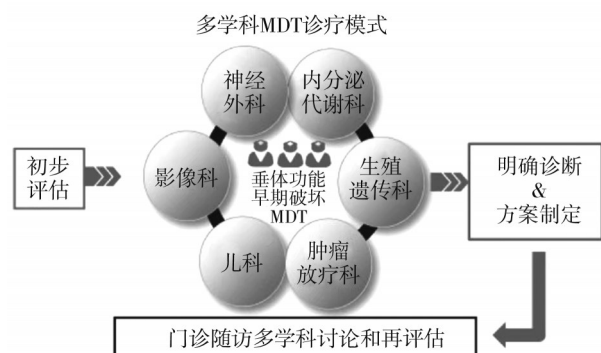 多学科MDT诊疗模式
神经
外科
内分泌
代谢科
初步
评估
影像科
垂体功能
早期破坏
MDT
生殖
遗传科
明确诊断
&
方案制定
儿科
肿瘤
放疗科
门诊随访多学科讨论和再评估